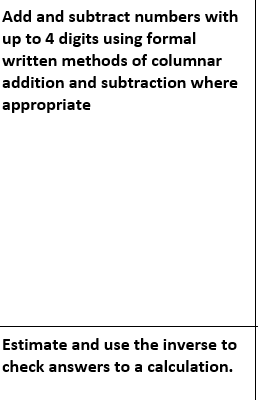 Add and subtract numbers with
up to 4 digits using formal
written methods of columnar
addition and subtraction where
appropriate
Estimate and use the inverse to
check answers to a calculation.